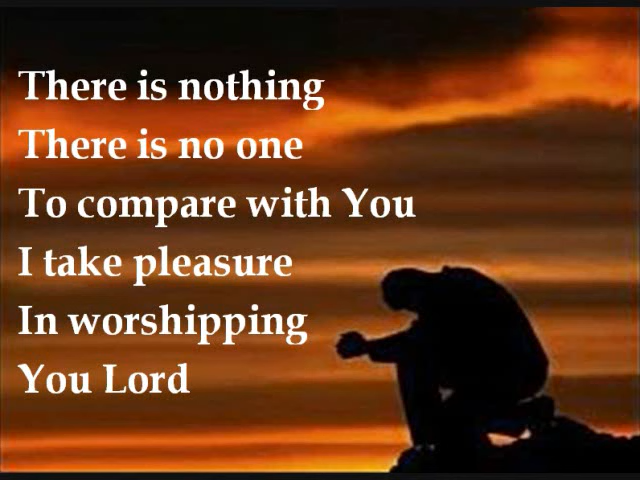 There is nothing
There is no one
To compare with You
I take pleasure
In worshipping
You Lord